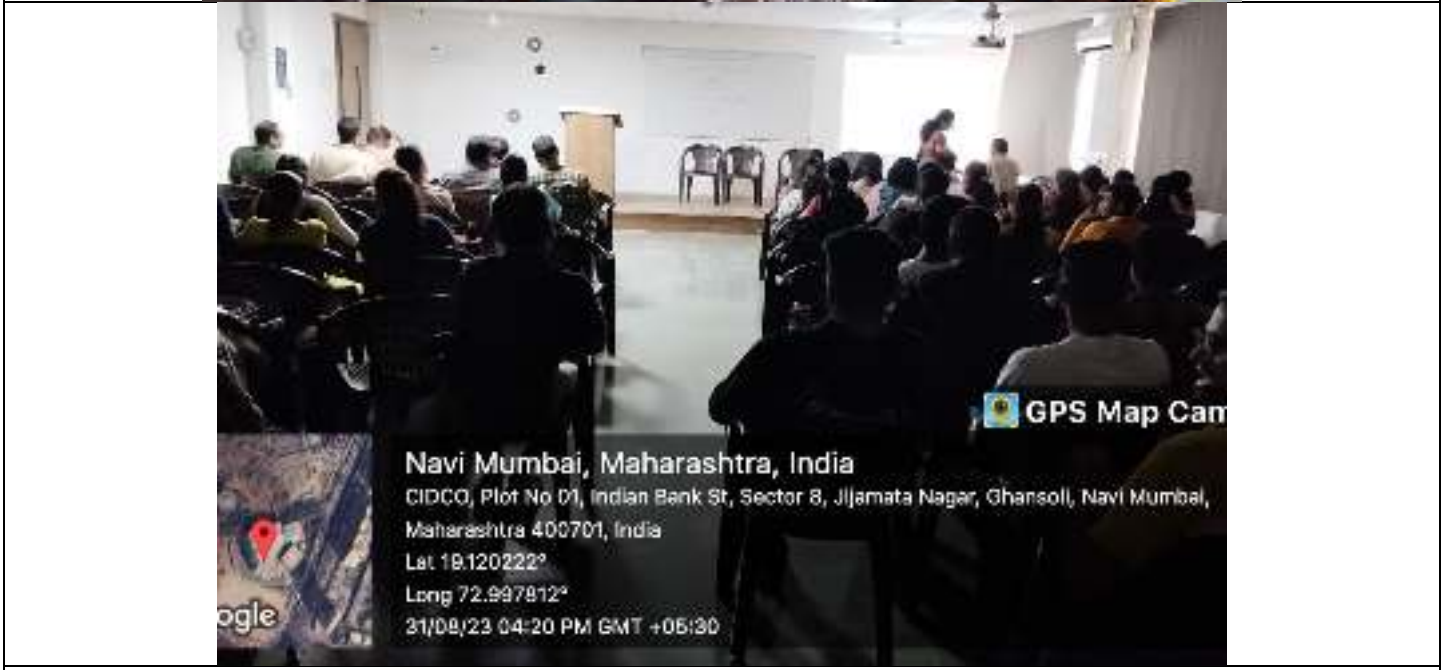 GPS Map Cam
Navi Mumbai, Maharashtra, India
CIDCO, Plot No 01, Indian Bank St, Sector 8, Jijamata Nagar, Ghansoli, Navi Mumbai,
Maharashtra 400701, India
Lat 19.120222°
Long 72.997812°
31/08/23 04:20 PM GMT +05:30
ogle